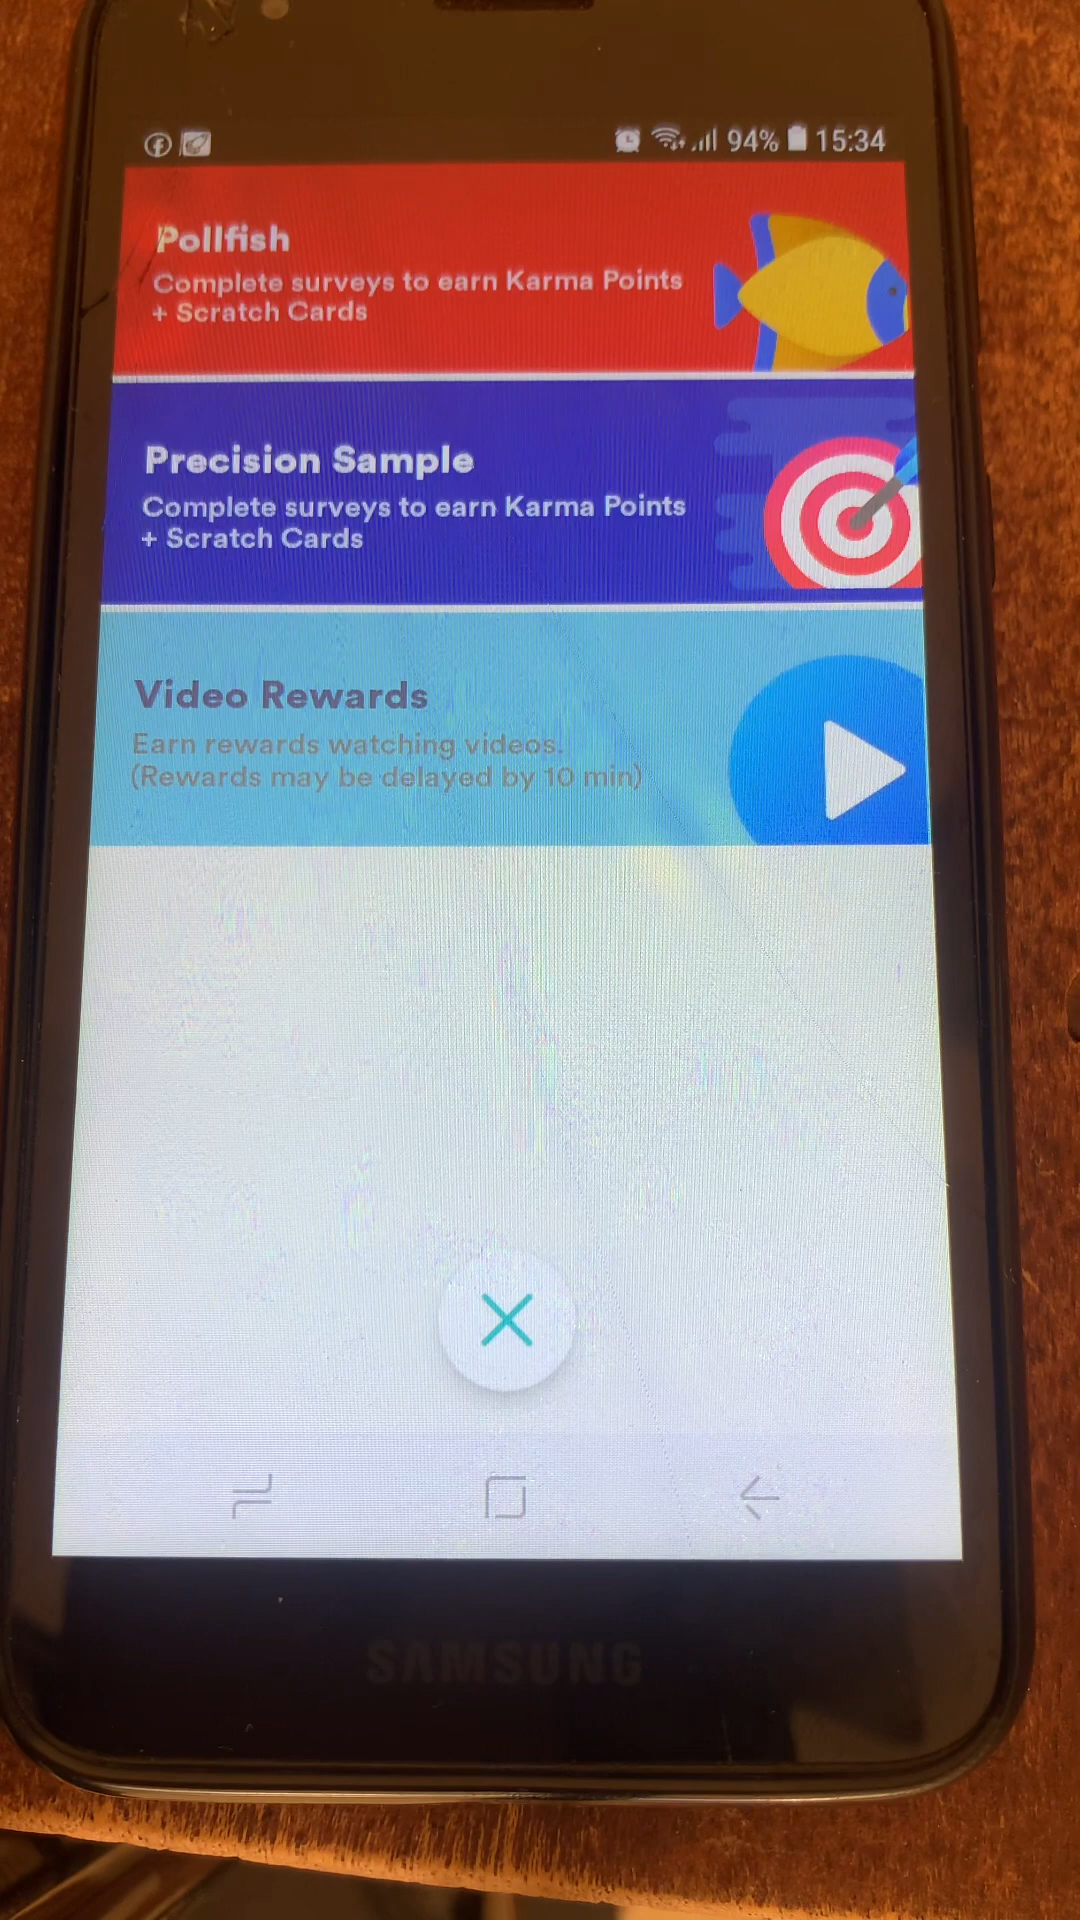 94% 15:34
Pollfish
Complete surveys to earn Karma Points
+ Scratch Cards
Precision Sample
Complete surveys to earn Karma Points
+ Scratch Cards
Video Rewards
Earn rewards watching videos.
(Rewards may be delayed by 10 min)
SAMSUNG